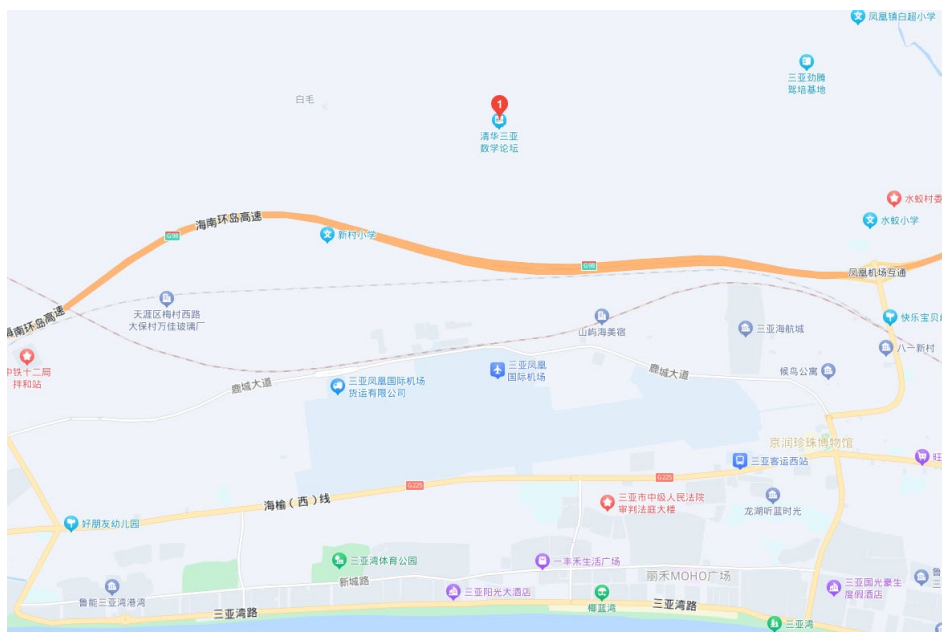 凤凰镇白超小学
三亚劲腾
驾培基地
白毛
1
清华三亚
数学论坛
水蛟村委
水蛟小学
海南环岛高速
G98
新村小学
G98
凤凰机场互通
天涯区梅村西路
大保村万佳玻璃厂
海南环岛高速
山屿海美宿
三亚海航城
快乐宝贝幼
八一新村
中铁十二局
拌和站
鹿城大道
三亚凤凰国际机场
货运有限公司
三亚凤凰
国际机场
鹿城大道
候鸟公寓
京润珍珠博物馆
三亚客运西站
旺
G225
G225
海榆（西）线
三亚市中级人民法院
审判法庭大楼
龙湖听蓝时光
好朋友幼儿园
三亚湾体育公园
一丰禾生活广场
新城路
丽禾MOHO广场
鲁能三亚湾港湾
三亚阳光大酒店
椰蓝湾
三亚国光豪生
度假酒店
鲁
三亚湾路
三亚湾路
三亚湾